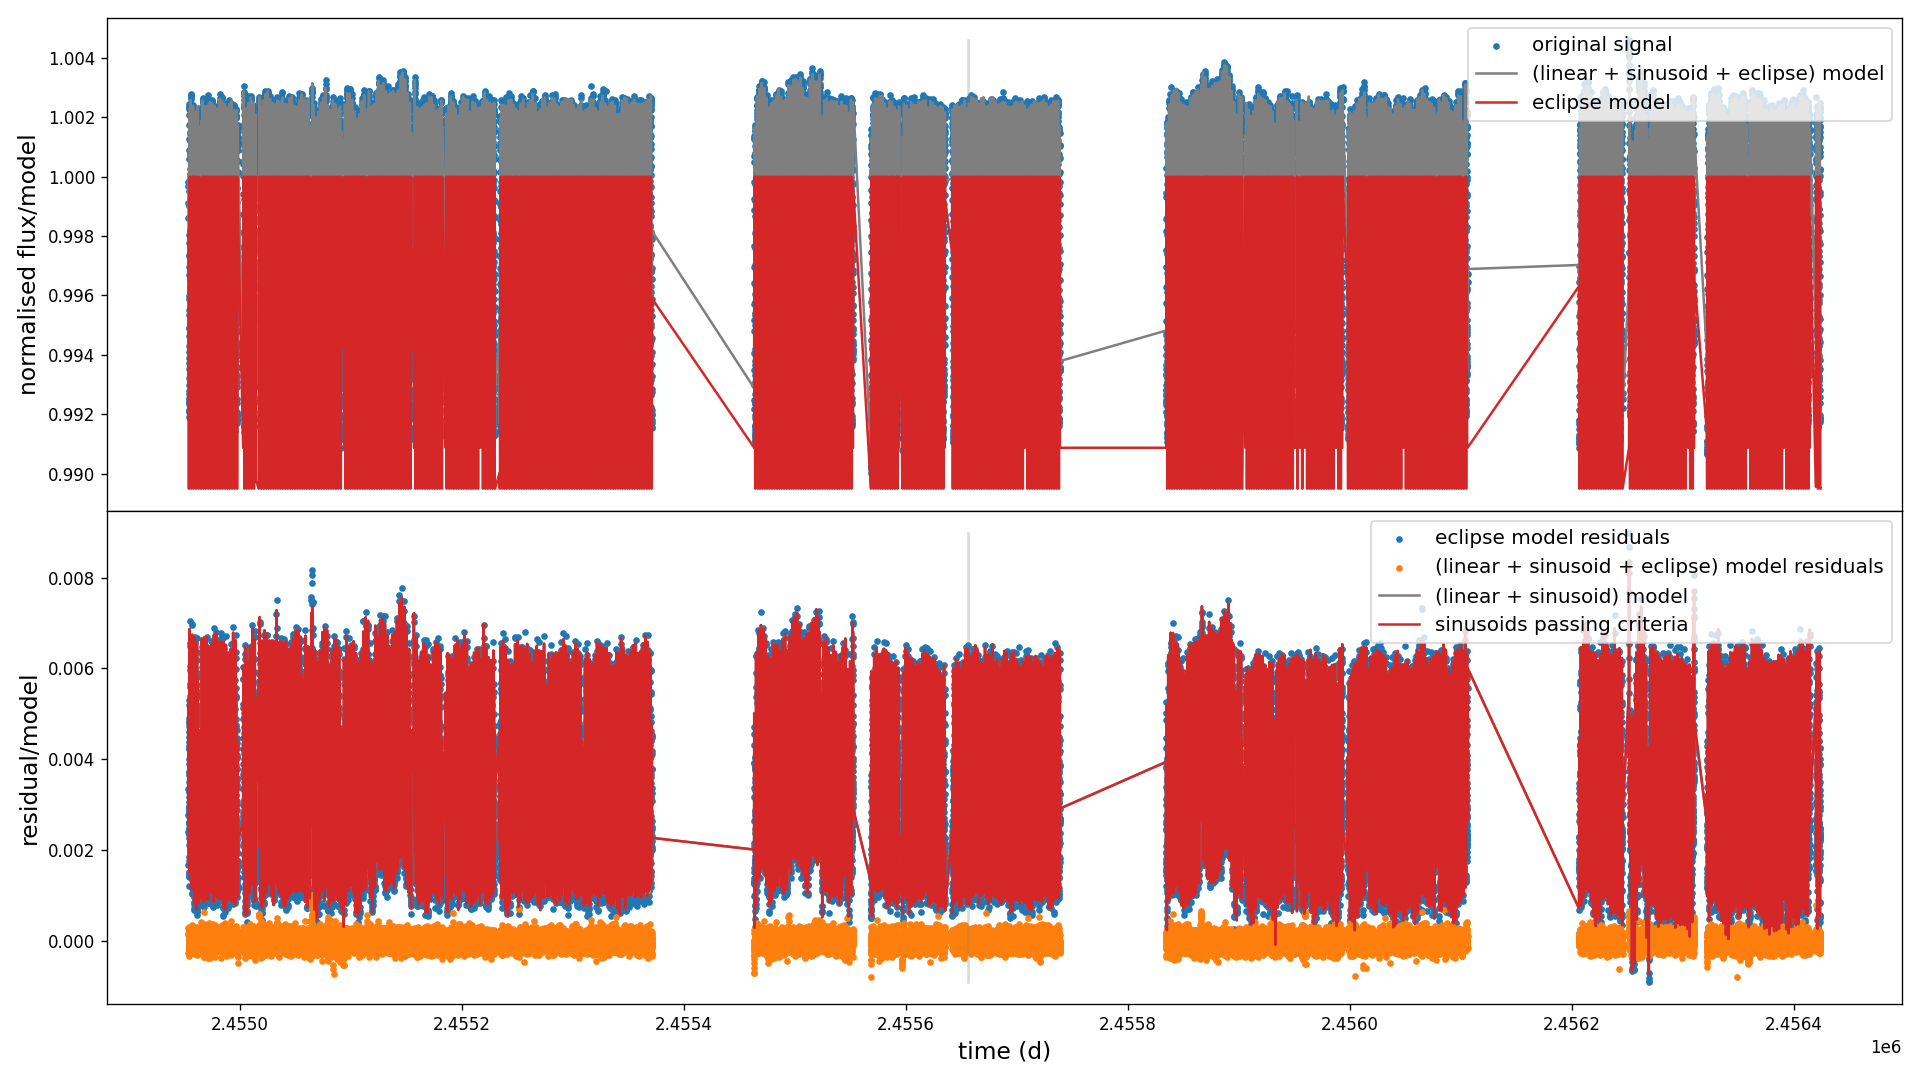 original signal
(linear + sinusoid + eclipse) model
eclipse model
1.004
1.002
1.000
0.998
0.996
0.994
0.992
0.990
normalised flux/model
eclipse model residuals
(linear + sinusoid + eclipse) model residuals
(linear + sinusoid) model
sinusoids passing criteria
0.008
0.006
0.004
0.002
0.000
residual/model
2.4550
2.4552
2.4554
2.4556
2.4558
2.4560
2.4562
2.4564
time (d)
1e6